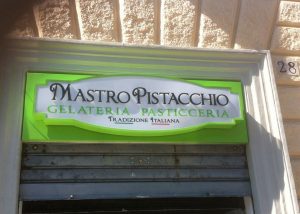 MASTRO PISTACCHIO
GELATERIA PASTICCERIA
TRADIZIONE ITALIANA
28